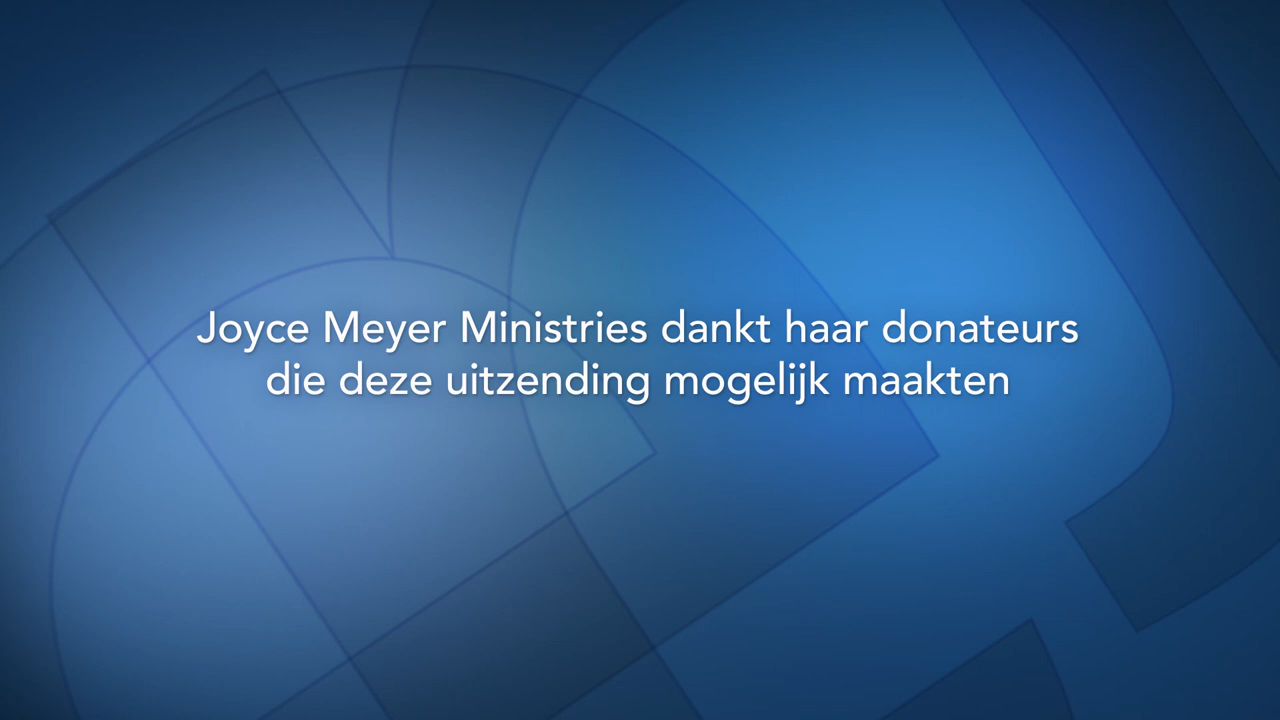 Joyce Meyer Ministries dankt haar donateurs
die deze uitzending mogelijk maakten